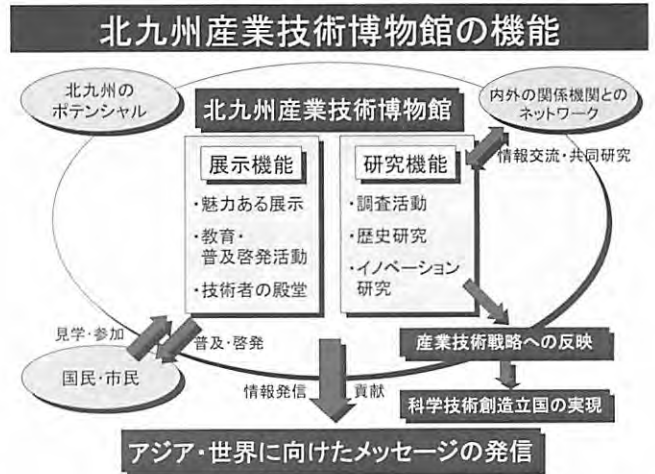 北九州産業技術博物館の機能
北九州の
ポテンシャル
北九州産業技術博物館
内外の関係機関との
ネットワーク
展示機能
・魅力ある展示
・教育・
普及啓発活動
・技術者の殿堂
研究機能
・調査活動
・歴史研究
・イノベーション
研究
情報交流・共同研究
見学・参加
普及・啓発
国民・市民
情報発信
貢献
産業技術戦略への反映
科学技術創造立国の実現
アジア・世界に向けたメッセージの発信